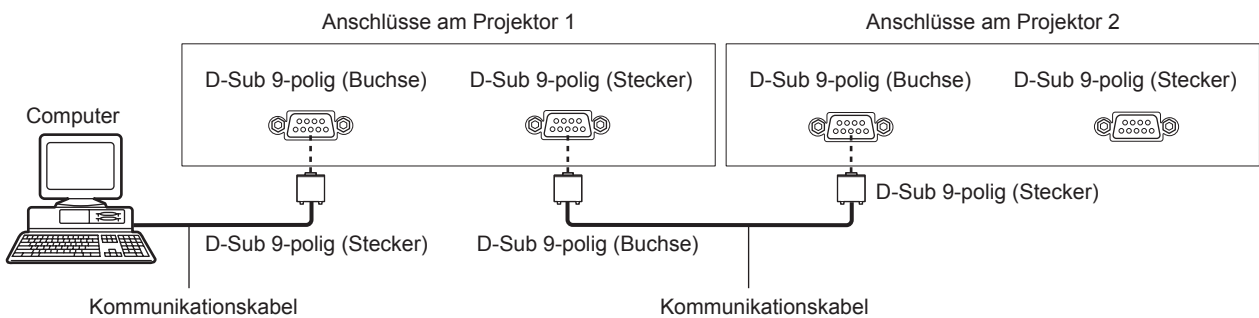 Anschlüsse am Projektor 1
Anschlüsse am Projektor 2
D-Sub 9-polig (Buchse)
D-Sub 9-polig (Stecker)
D-Sub 9-polig (Buchse)
D-Sub 9-polig (Stecker)
Computer
D-Sub 9-polig (Stecker)
D-Sub 9-polig (Stecker)
D-Sub 9-polig (Buchse)
Kommunikationskabel
Kommunikationskabel